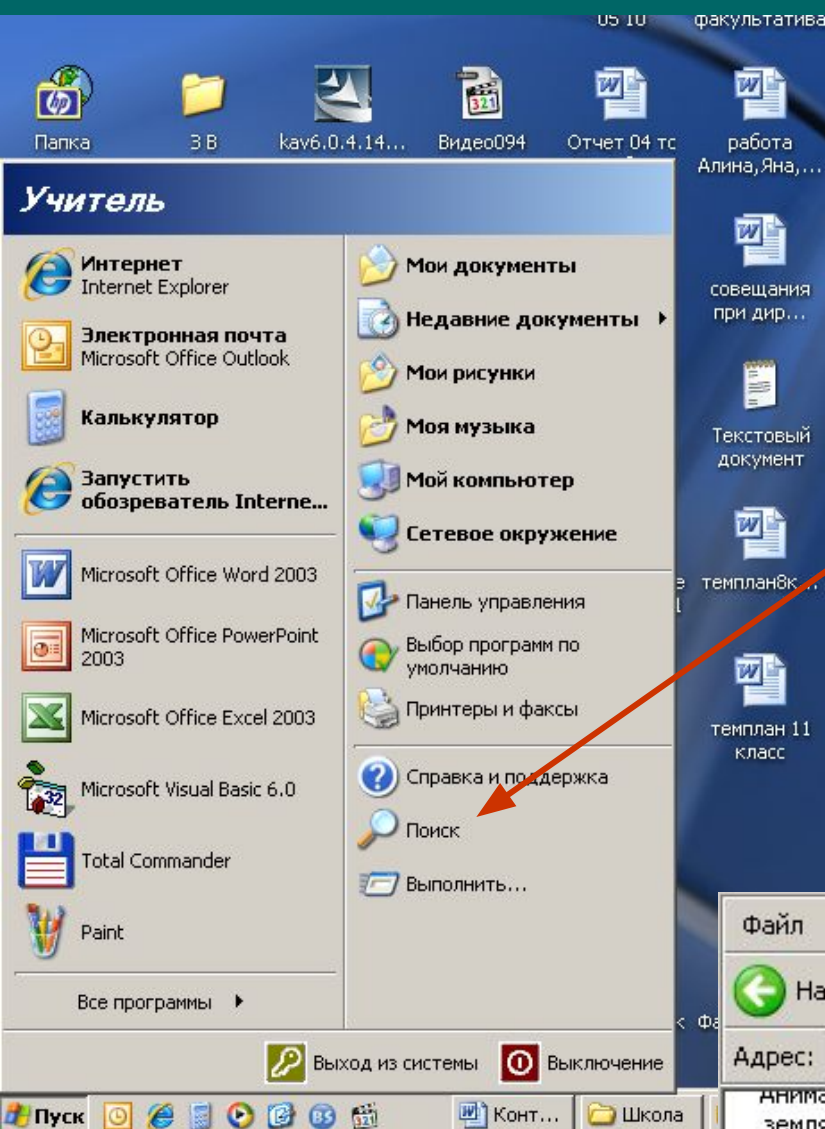 05 10
факультатива
Папка
3 В
kav6.0.4.14...
Видео094
Отчет 04 то
работа
Алина,Яна,...
Учитель
Интернет
Internet Explorer
Электронная почта
Microsoft Office Outlook
Калькулятор
Запустить
обозреватель Interne...
Microsoft Office Word 2003
Microsoft Office PowerPoint
2003
Microsoft Office Excel 2003
Microsoft Visual Basic 6.0
Total Commander
Paint
Все программы
Мои документы
Недавние документы
Мои рисунки
Моя музыка
Мой компьютер
Сетевое окружение
Панель управления
Выбор программ по
умолчанию
Принтеры и факсы
Справка и поддержка
Поиск
Выполнить...
Выход из системы
Выключение
совещания
при дир...
Текстовый
документ
темплан8к...
темплан 11
класс
Файл
На
Адрес:
Пуск
Конт...
Школа